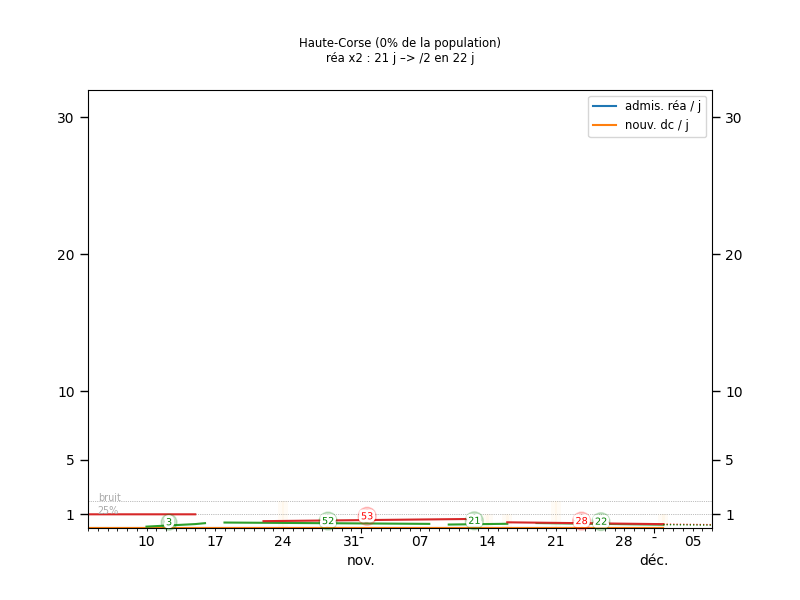 Haute-Corse (0% de la population)
réa x2 : 21 j –> /2 en 22 j
admis. réa / j
nouv. dc / j
30 30
20 20
10 10
5 5
bruit
25%
1 1
3 52 53 21 28 22
10 17 24 31 07 14 21 28 05
nov. déc.